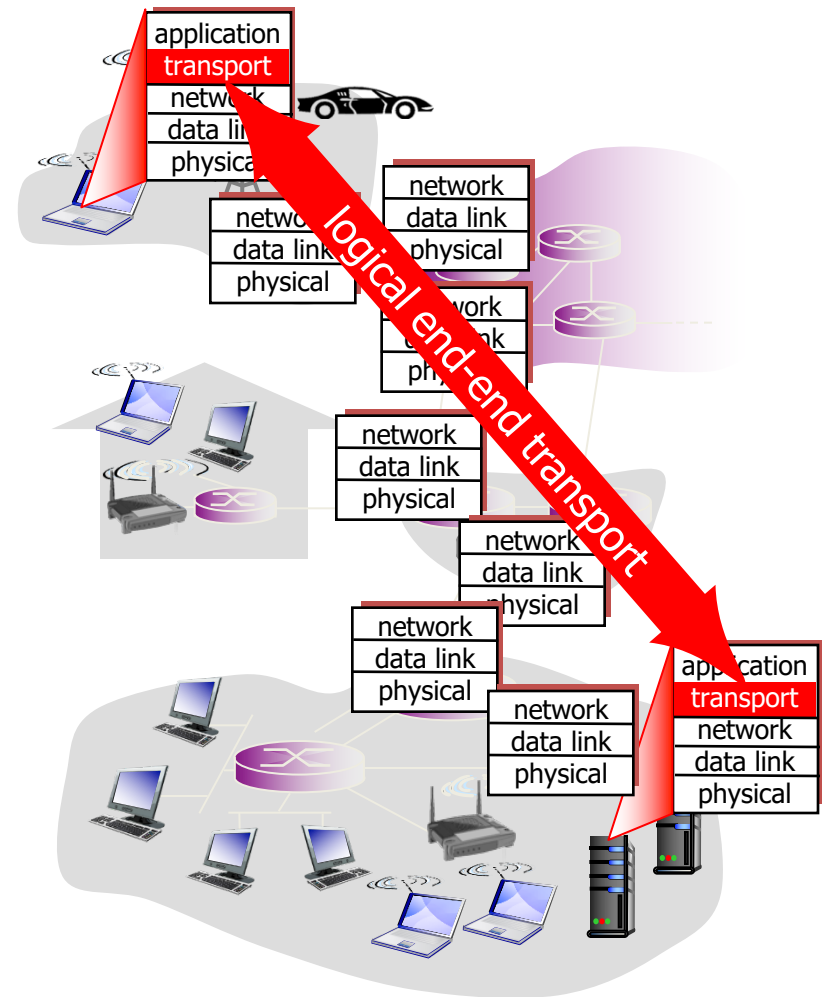 application
transport
network
data link
physical
network
data link
physical
network
data link
physical
logical end-end transport
network
data link
physical
network
data link
physical
network
data link
physical
network
data link
physical
application
transport
network
data link
physical